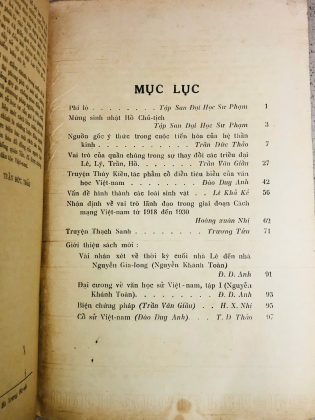 MỤC LỤC
Phi lộ . . . . . . . . Tập San Đại Học Sư Phạm 1
Mừng sinh nhật Hồ Chủ-tịch
Tập San Đại Học Sư Phạm 3
Nguồn gốc ý thức trong cuộc tiến hóa của hệ thần
kinh . . . . . . . . Trần Đức Thảo 7
Vai trò của quần chúng trong sự thay đổi các triều đại
Lê, Lý, Trần, Hồ. . . . . Trần Văn Giàu 27
Truyện Thúy Kiều, tác phẩm cổ điển tiêu biểu của văn
học Việt-nam . . . . . Đào Duy Anh 42
Vấn đề hình thành các loài sinh vật . . Lê Khả Kế 56
Nhận định về vai trò lãnh đạo trong giai đoạn Cách
mạng Việt-nam từ 1918 đến 1930
Hoàng xuân Nhị 62
Truyện Thạch Sanh . . . . Trương Tửu 71
Giới thiệu sách mới :
Vài nhận xét về thời kỳ cuối nhà Lê đến nhà
Nguyễn Gia-long (Nguyễn Khánh Toàn)
Đ. D. Anh 91
Đại cương về văn học sử Việt-nam, tập I (Nguyễn
Khánh Toàn). . . . . . Đ. D. Anh 93
Biện chứng pháp (Trần Văn Giàu) . H. X. Nhị 95
Cổ sử Việt-nam (Đào Duy Anh) . . T. Đ Thảo 97
TRẦN ĐỨC THẢO